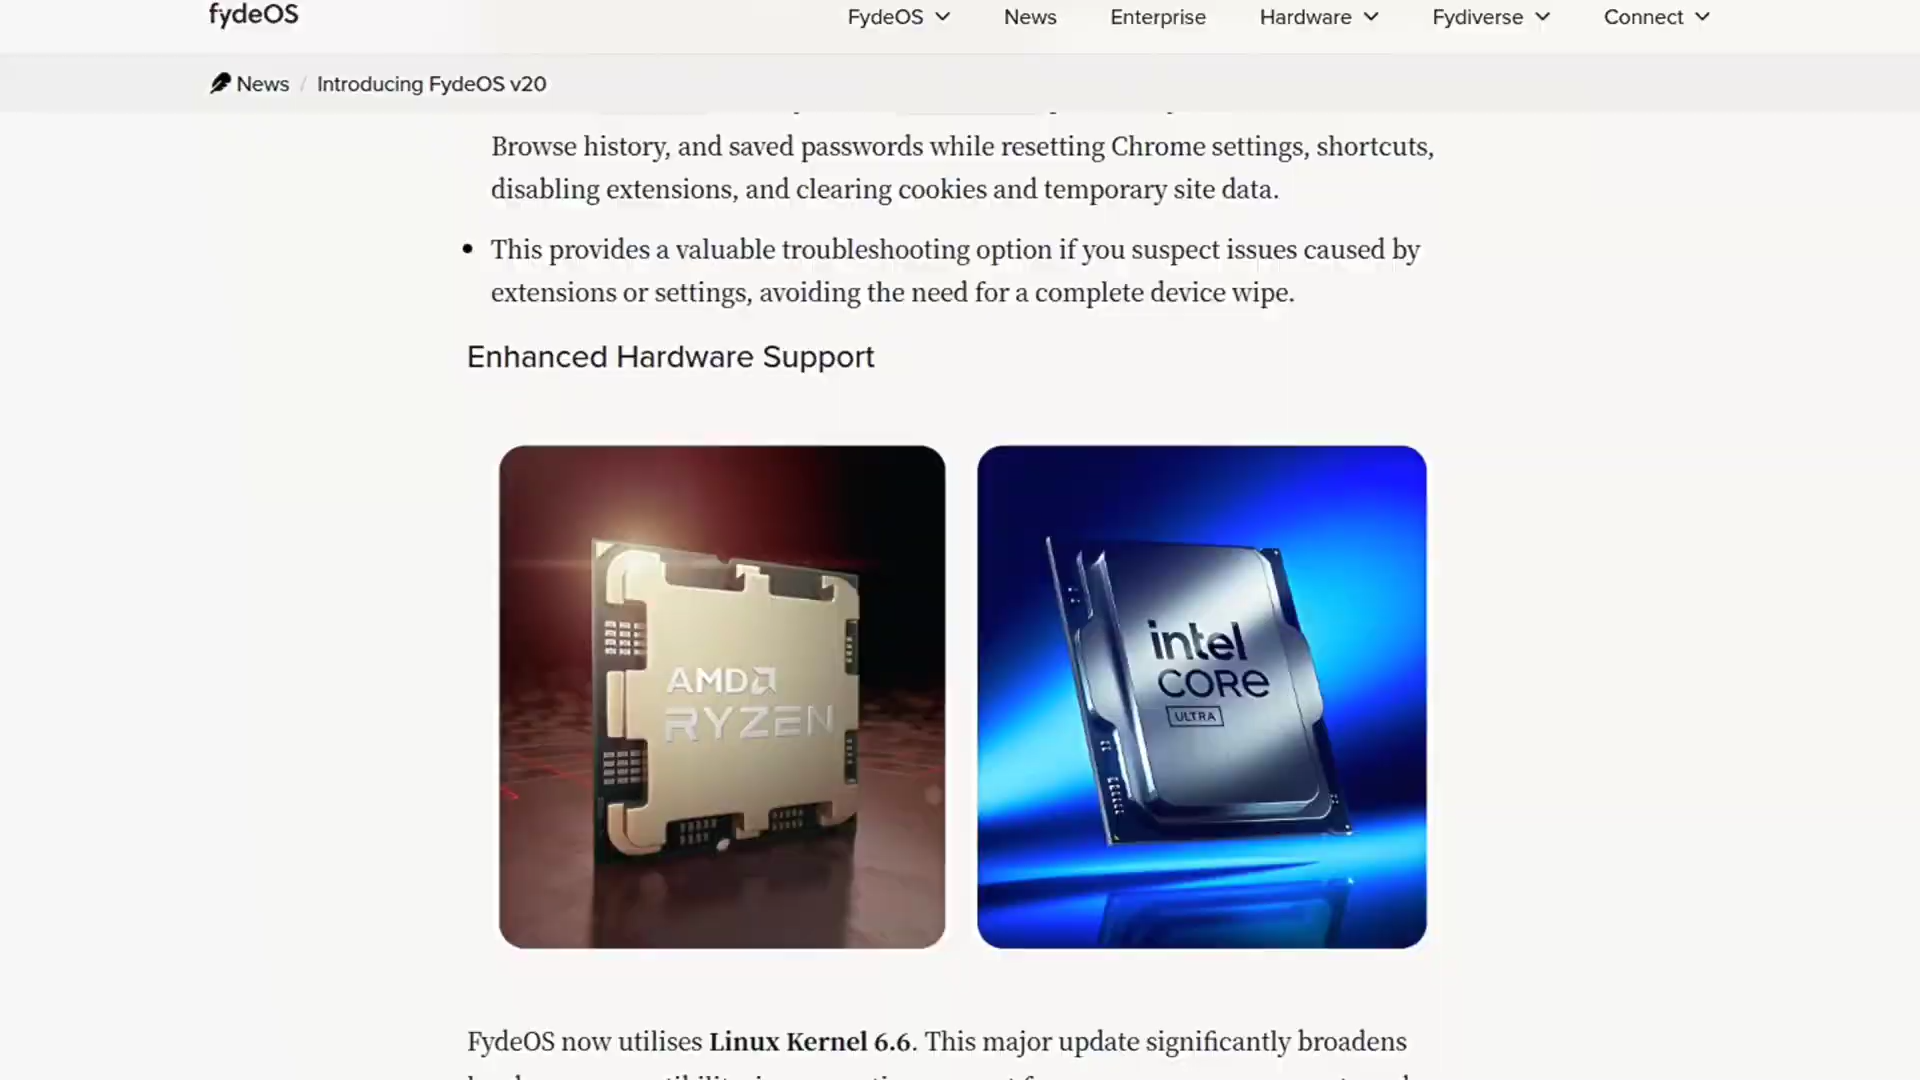 fydeOS
FydeOS
News
Enterprise
Hardware
Fydiverse
Connect
News / Introducing FydeOS v20
Browse history, and saved passwords while resetting Chrome settings, shortcuts,
disabling extensions, and clearing cookies and temporary site data.
This provides a valuable troubleshooting option if you suspect issues caused by
extensions or settings, avoiding the need for a complete device wipe.
Enhanced Hardware Support
AMD
RYZEN
intel
CORE
ULTRA
FydeOS now utilises Linux Kernel 6.6. This major update significantly broadens